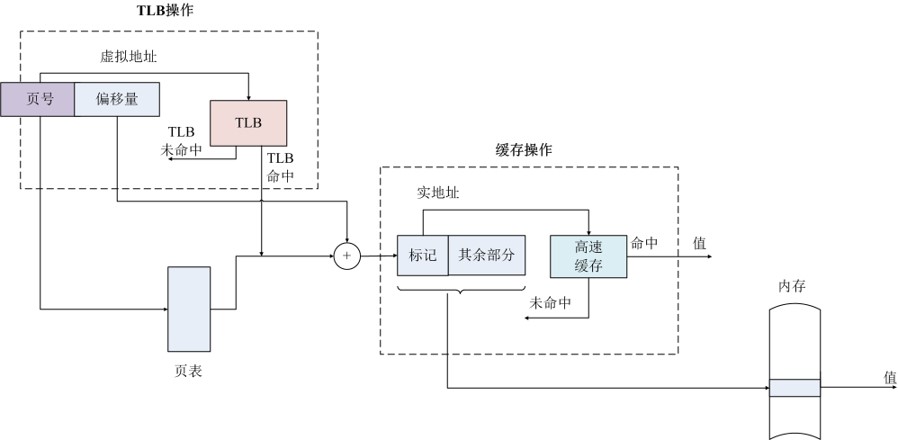 TLB操作
虚拟地址
页号
偏移量
TLB
TLB
未命中
TLB
命中
缓存操作
实地址
标记
其余部分
高速
缓存
命中
值
未命中
+
页表
内存
值